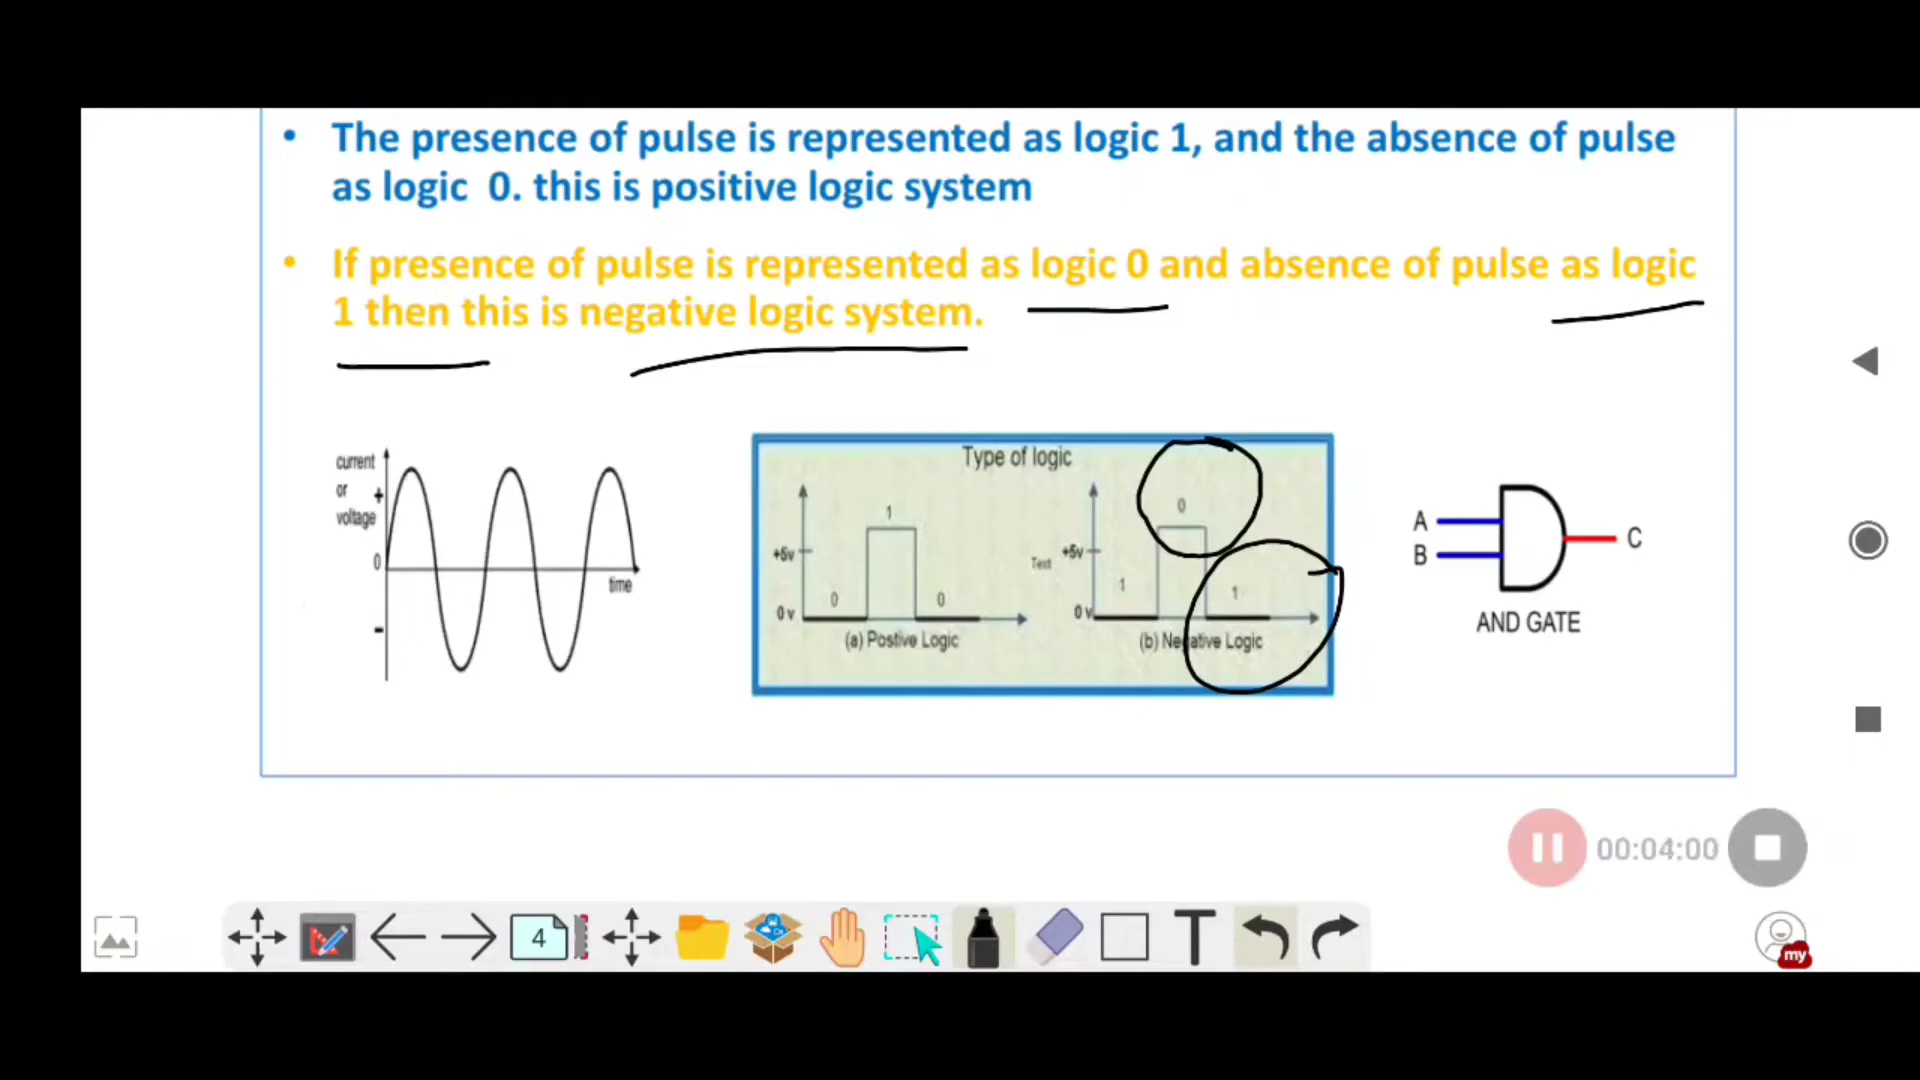 • The presence of pulse is represented as logic 1, and the absence of pulse
as logic 0. this is positive logic system
• If presence of pulse is represented as logic 0 and absence of pulse as logic
1 then this is negative logic system.
current
or
voltage
+
0
-
time
Type of logic
1
+5v
0
0
0 v
(a) Postive Logic
Text
0
+5v
1
1
0 v
(b) Negative Logic
A
B
C
AND GATE
00:04:00
4
T
my